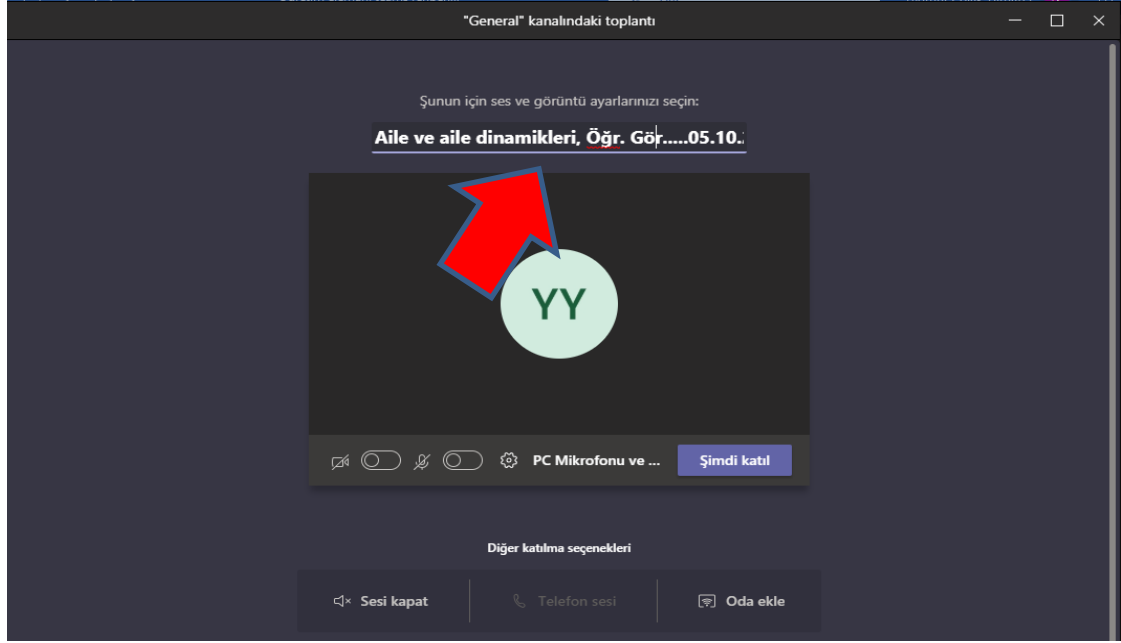 "General" kanalındaki toplantı
Şunun için ses ve görüntü ayarlarınızı seçin:
Aile ve aile dinamikleri, Öğr. Gör.....05.10.
YY
PC Mikrofonu ve ...
Şimdi katıl
Diğer katılma seçenekleri
Sesi kapat
Telefon sesi
Oda ekle